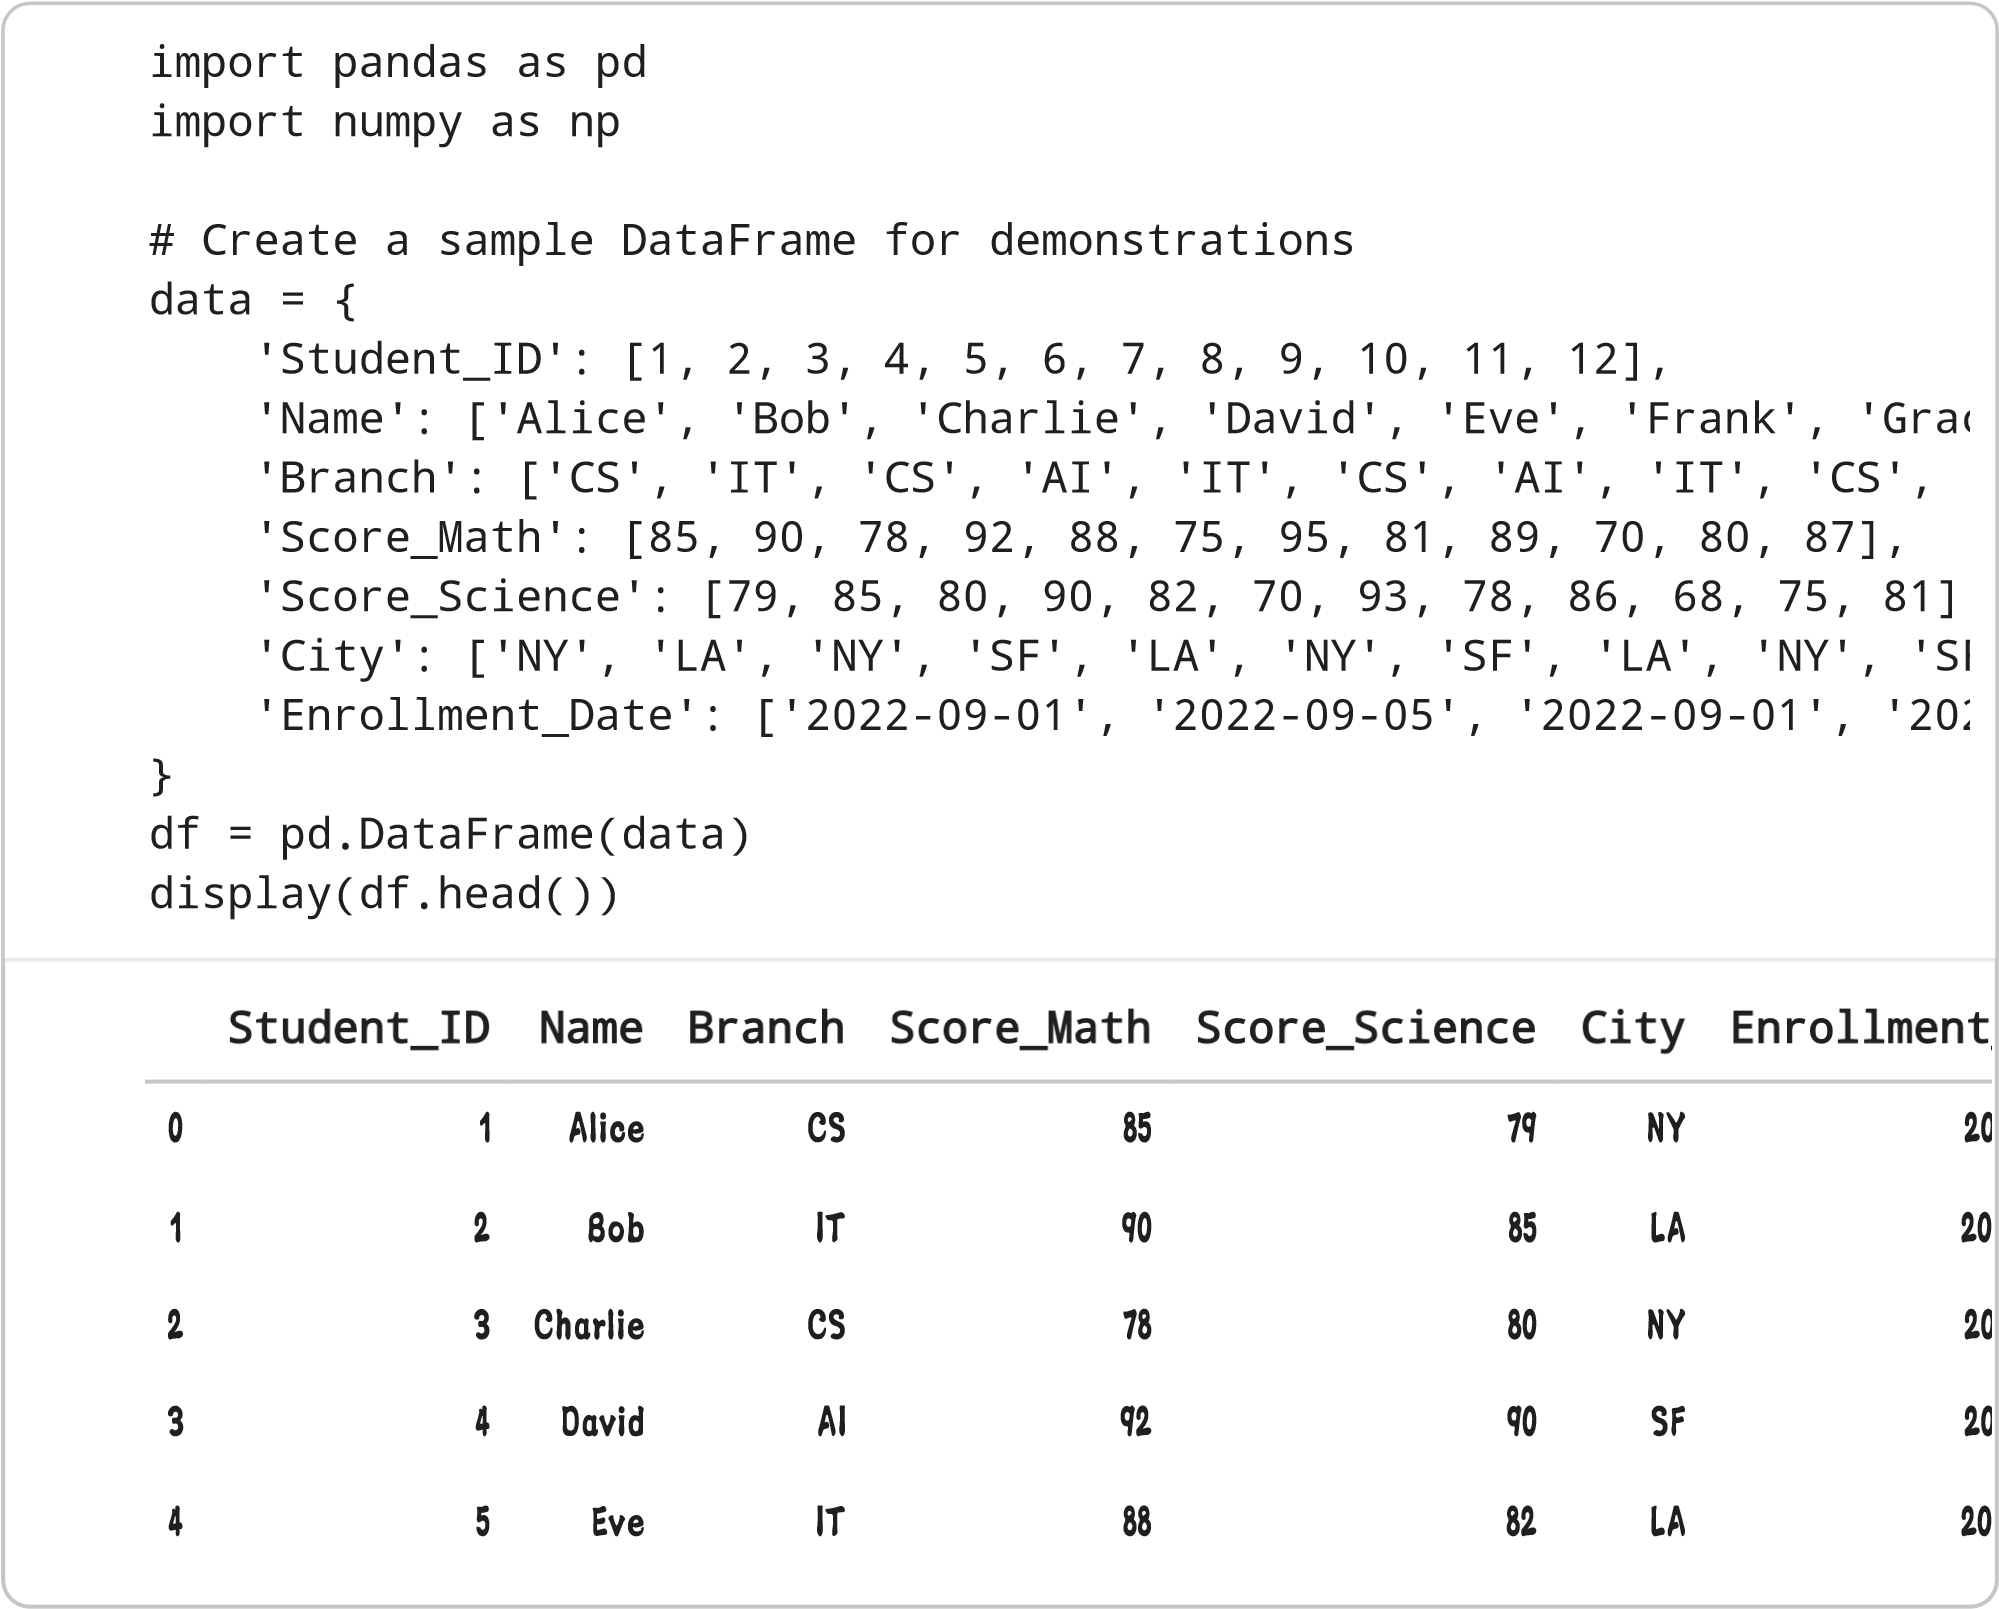 import pandas as pd
import numpy as np
# Create a sample DataFrame for demonstrations
data = {
'Student_ID': [1, 2, 3, 4, 5, 6, 7, 8, 9, 10, 11, 12],
'Name': ['Alice', 'Bob', 'Charlie', 'David', 'Eve', 'Frank',
'Branch': ['CS', 'IT', 'CS', 'AI', 'IT', 'CS', 'AI', 'IT', 'CS',
'Score_Math': [85, 90, 78, 92, 88, 75, 95, 81, 89, 70, 80, 87],
'Score_Science': [79, 85, 80, 90, 82, 70, 93, 78, 86, 68, 75, 81]
'City': ['NY', 'LA', 'NY', 'SF', 'LA', 'NY', 'SF', 'LA', 'NY',
'Enrollment_Date': ['2022-09-01', '2022-09-05', '2022-09-01',
}
df = pd.DataFrame(data)
display(df.head())
Student_ID Name Branch Score_Math Score_Science City Enrollment_
0 1 Alice CS 85 79 NY 20
1 2 Bob IT 90 85 LA 20
2 3 Charlie CS 78 80 NY 20
3 4 David AI 92 90 SF 20
4 5 Eve IT 88 82 LA 20